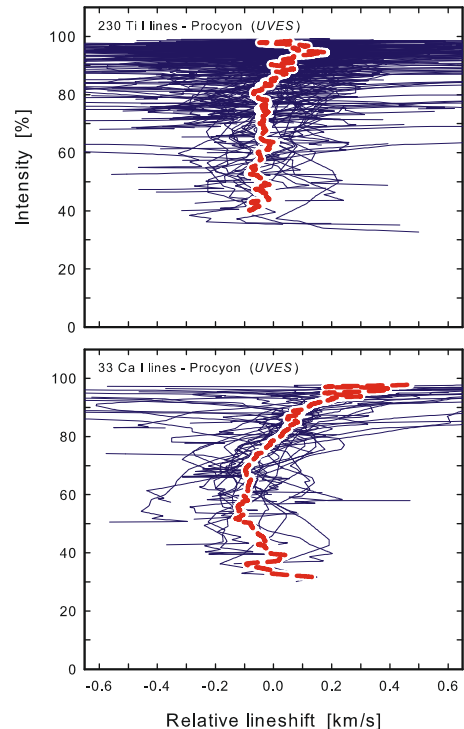 230 Ti I lines - Procyon (UVES)
100
80
60
40
20
0
Intensity [%]
33 Ca I lines - Procyon (UVES)
100
80
60
40
20
0
-0.6 -0.4 -0.2 0.0 0.2 0.4 0.6
Relative lineshift [km/s]